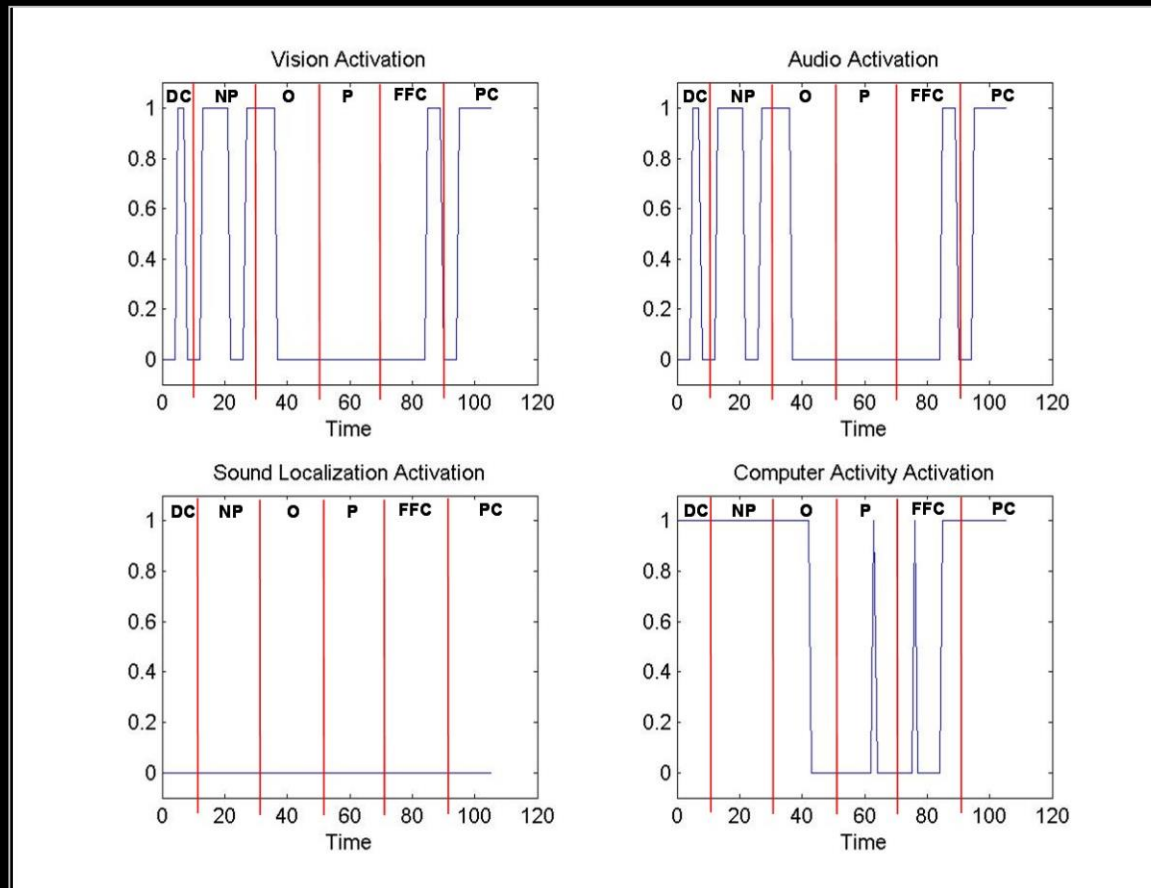 Vision Activation
DC NP O P FFC PC
1
0.8
0.6
0.4
0.2
0
0 20 40 60 80 100 120
Time
Audio Activation
DC NP O P FFC PC
1
0.8
0.6
0.4
0.2
0
0 20 40 60 80 100 120
Time
Sound Localization Activation
DC NP O P FFC PC
1
0.8
0.6
0.4
0.2
0
0 20 40 60 80 100 120
Time
Computer Activity Activation
DC NP O P FFC PC
1
0.8
0.6
0.4
0.2
0
0 20 40 60 80 100 120
Time